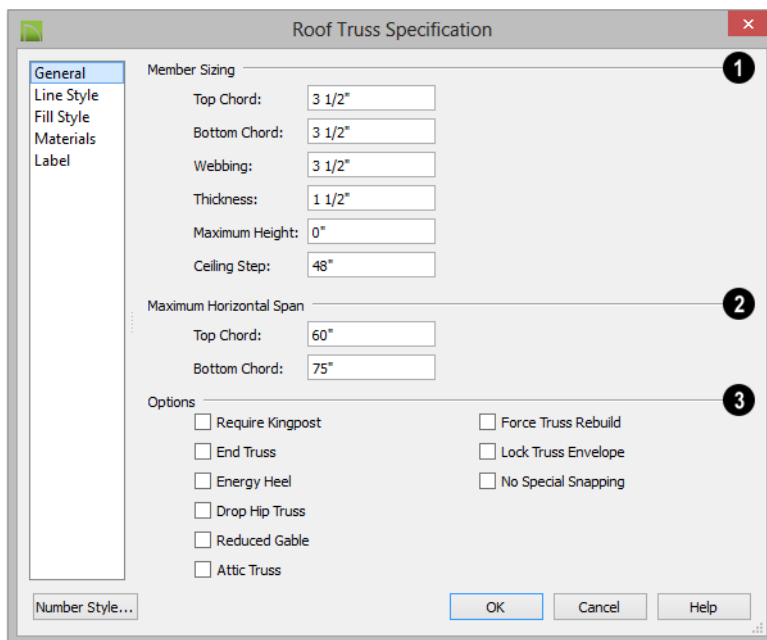 Roof Truss Specification
General
Line Style
Fill Style
Materials
Label
Member Sizing 1
Top Chord: 3 1/2"
Bottom Chord: 3 1/2"
Webbing: 3 1/2"
Thickness: 1 1/2"
Maximum Height: 0"
Ceiling Step: 48"
Maximum Horizontal Span 2
Top Chord: 60"
Bottom Chord: 75"
Options 3
Require Kingpost Force Truss Rebuild
End Truss Lock Truss Envelope
Energy Heel No Special Snapping
Drop Hip Truss
Reduced Gable
Attic Truss
Number Style... OK Cancel Help